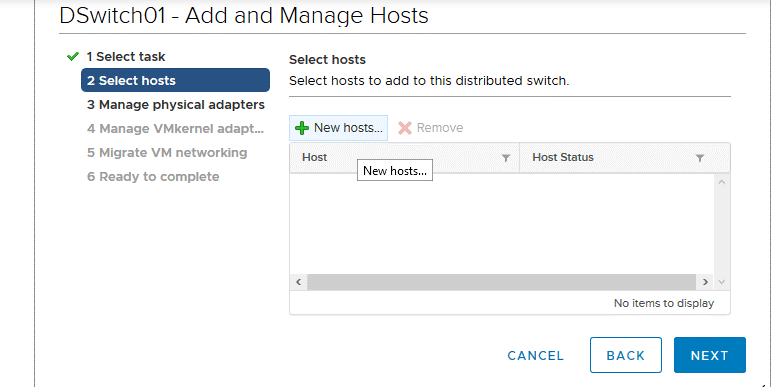 DSwitch01 - Add and Manage Hosts
1 Select task
2 Select hosts
3 Manage physical adapters
4 Manage VMkernel adapt...
5 Migrate VM networking
6 Ready to complete
Select hosts
Select hosts to add to this distributed switch.
New hosts... Remove
Host Host Status
New hosts...
No items to display
CANCEL BACK NEXT